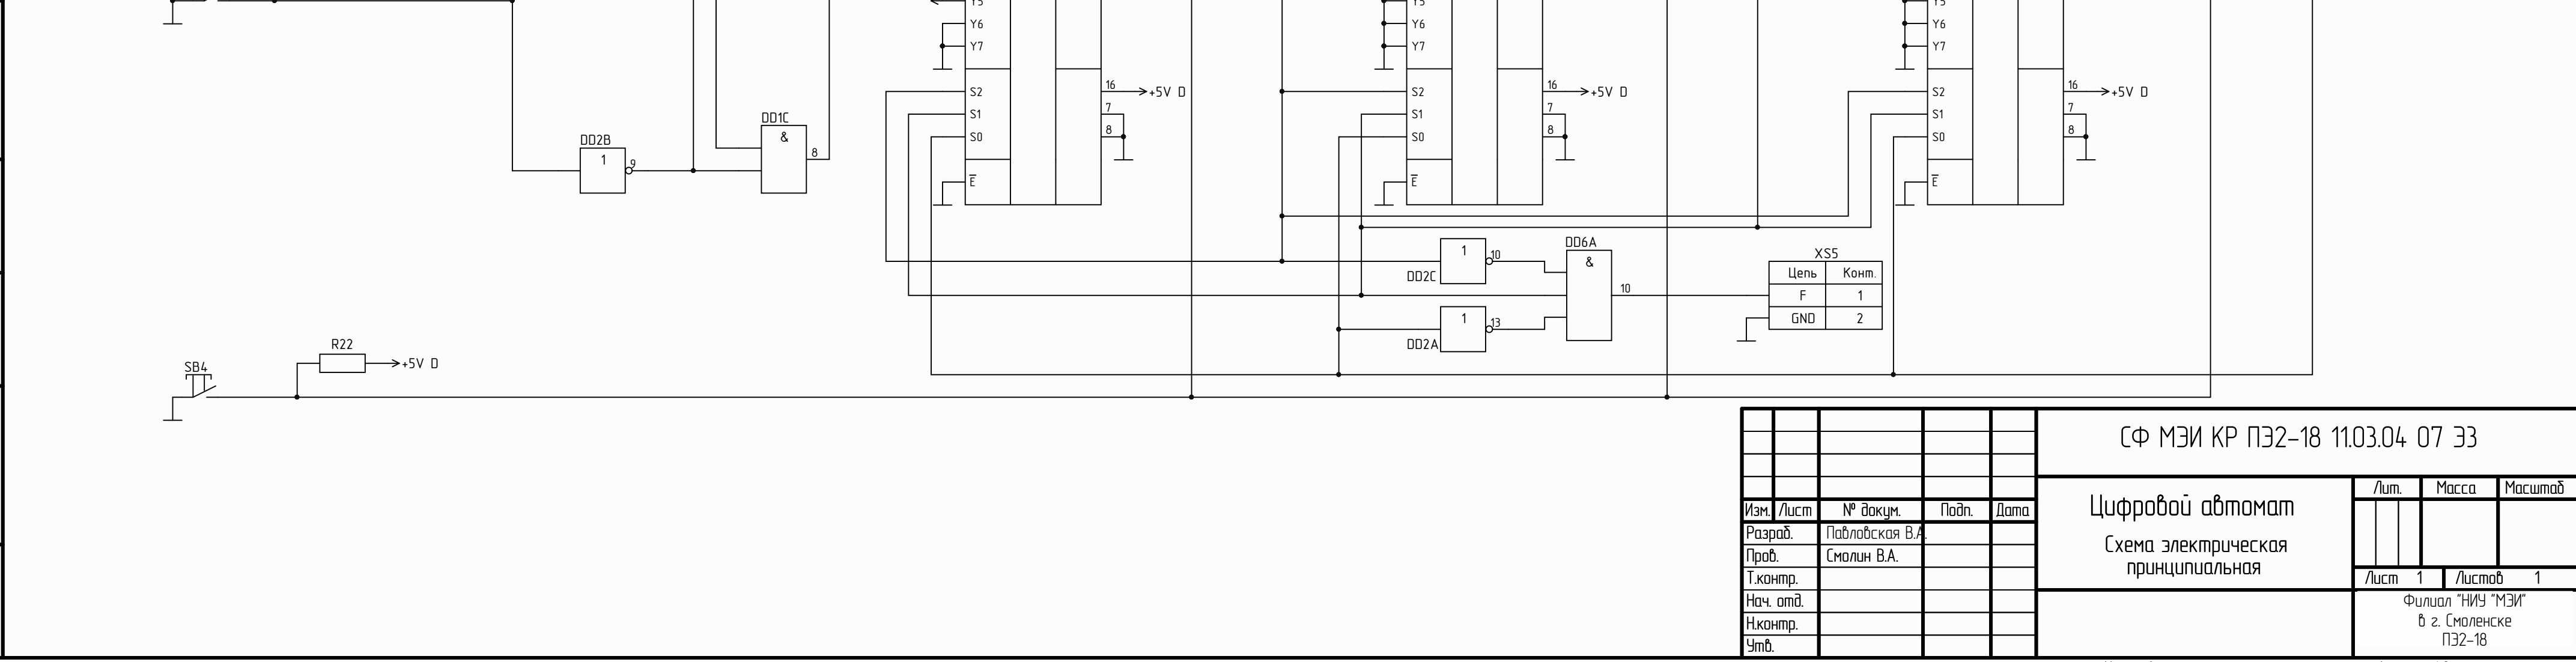 Y5
Y6
Y7
S2
S1
S0
E
16
7
8
+5V D
Y5
Y6
Y7
S2
S1
S0
E
16
7
8
+5V D
Y5
Y6
Y7
S2
S1
S0
E
16
7
8
+5V D
DD2B
1
9
DD1C
&
8
1
10
DD2C
1
13
DD2A
DD6A
&
10
XS5
Цепь Конт.
F 1
GND 2
R22
+5V D
SB4
СФ МЭИ КР ПЭ2-18 11.03.04 07 ЭЗ
Цифровой автомат
Схема электрическая
принципиальная
Лит. Масса Масштаб
Лист 1 Листов 1
Филиал "НИУ "МЭИ"
в г. Смоленске
ПЭ2-18
Изм. Лист № докум. Подп. Дата
Разраб. Павловская В.А.
Пров. Смолин В.А.
Т.контр.
Нач. отд.
Н.контр.
Утв.